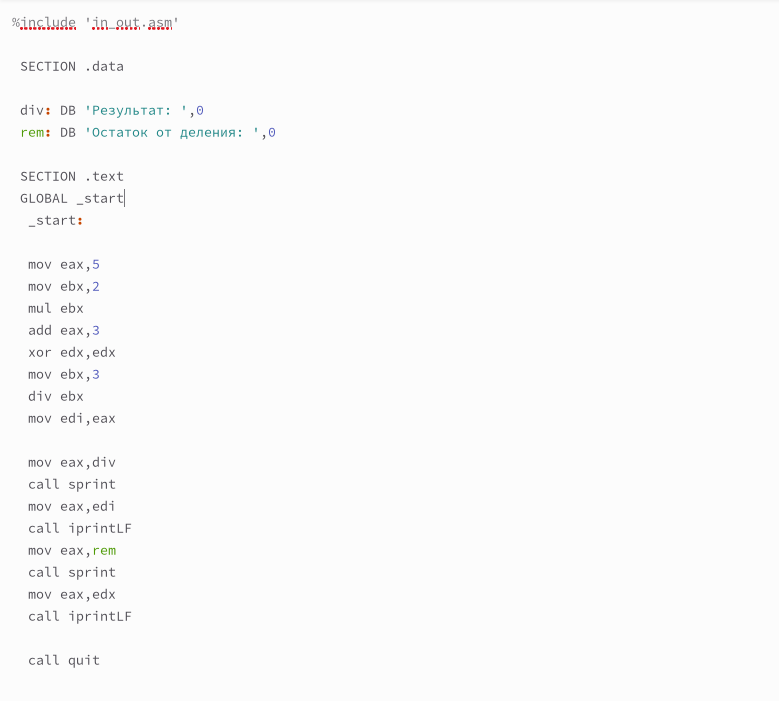 %include 'in_out.asm'
SECTION .data
div: DB 'Результат: ',0
rem: DB 'Остаток от деления: ',0
SECTION .text
GLOBAL _start
_start:
mov eax,5
mov ebx,2
mul ebx
add eax,3
xor edx,edx
mov ebx,3
div ebx
mov edi,eax
mov eax,div
call sprint
mov eax,edi
call iprintLF
mov eax,rem
call sprint
mov eax,edx
call iprintLF
call quit